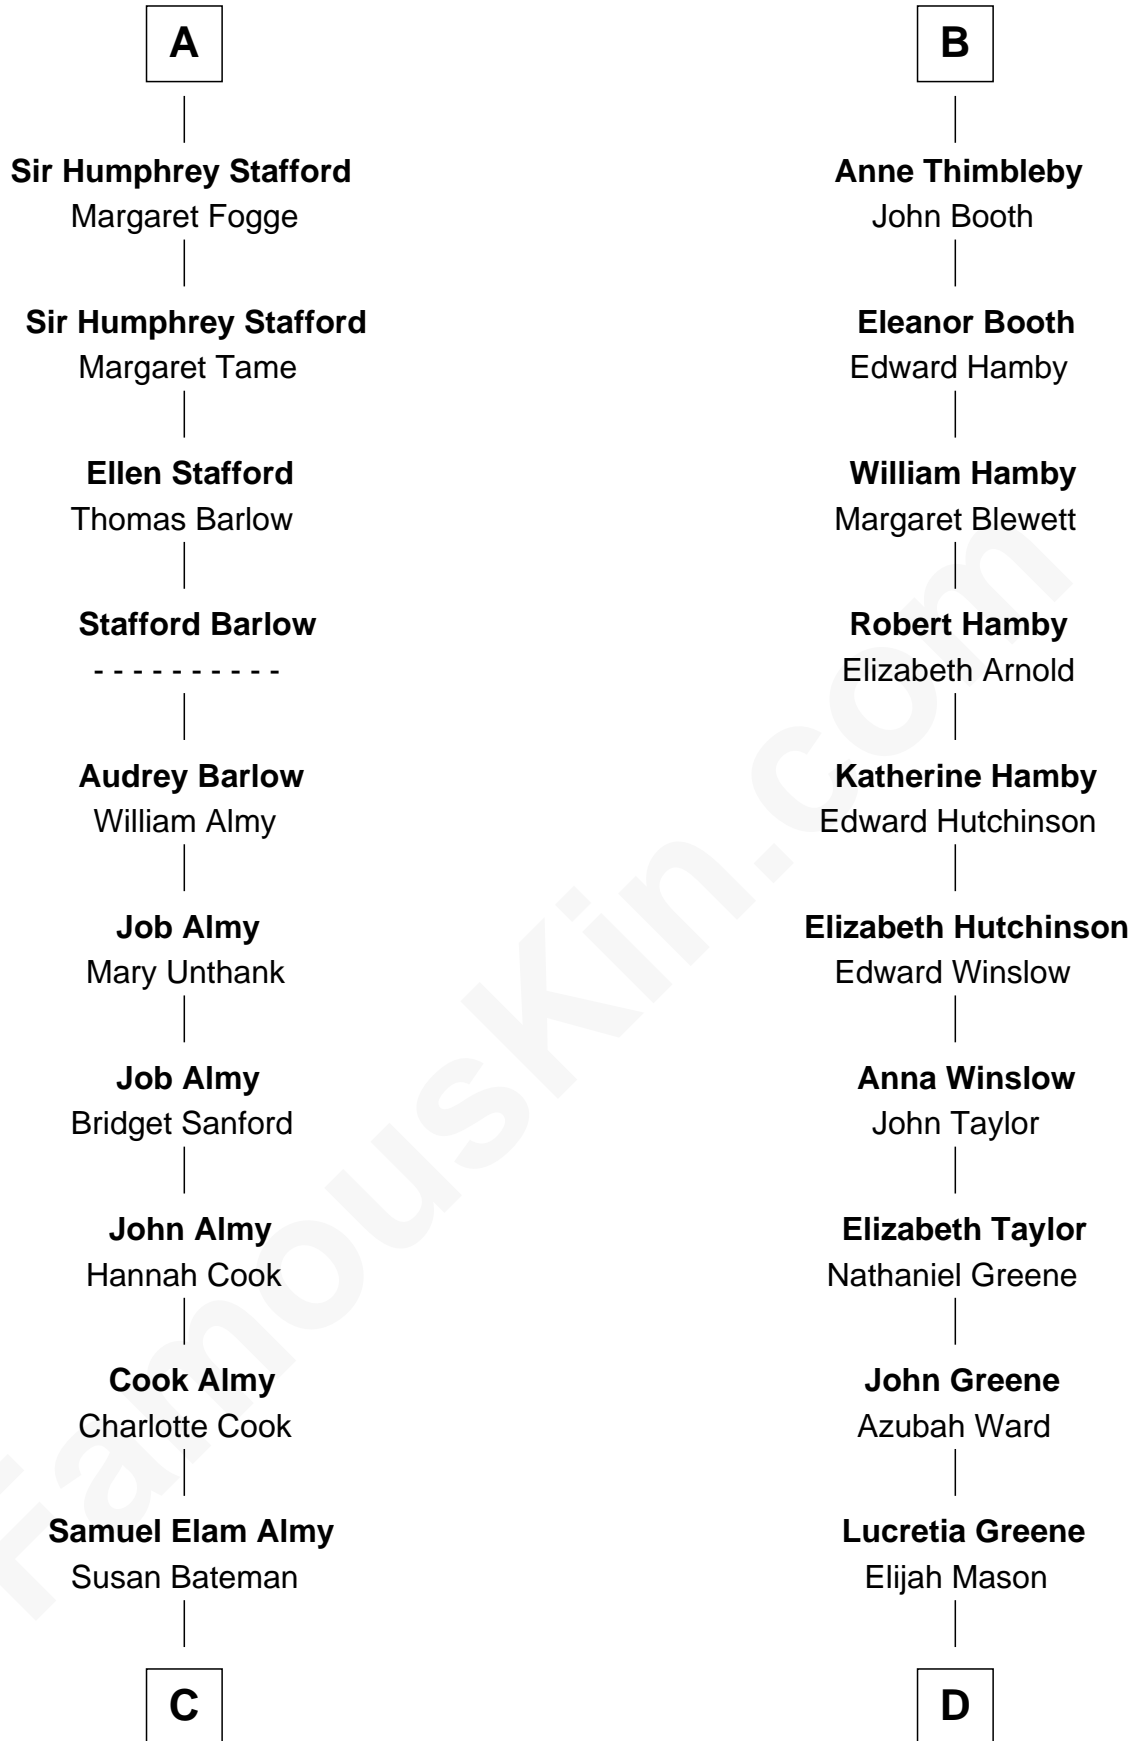 A
Sir Humphrey Stafford
Margaret Fogge
Sir Humphrey Stafford
Margaret Tame
Ellen Stafford
Thomas Barlow
Stafford Barlow
- - - - - - - - - -
Audrey Barlow
William Almy
Job Almy
Mary Unthank
Job Almy
Bridget Sanford
John Almy
Hannah Cook
Cook Almy
Charlotte Cook
Samuel Elam Almy
Susan Bateman
C
B
Anne Thimbleby
John Booth
Eleanor Booth
Edward Hamby
William Hamby
Margaret Blewett
Robert Hamby
Elizabeth Arnold
Katherine Hamby
Edward Hutchinson
Elizabeth Hutchinson
Edward Winslow
Anna Winslow
John Taylor
Elizabeth Taylor
Nathaniel Greene
John Greene
Azubah Ward
Lucretia Greene
Elijah Mason
D
FamousKin.com